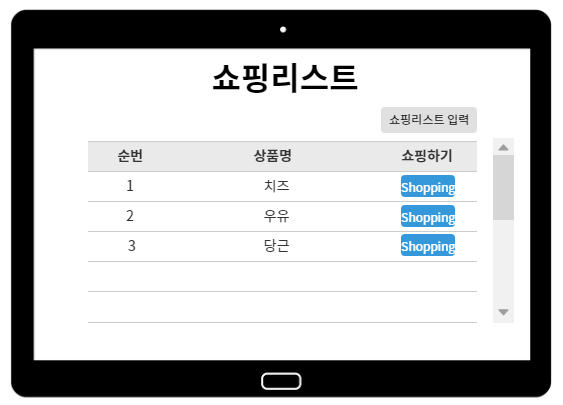 쇼핑리스트
쇼핑리스트 입력
순번 상품명 쇼핑하기
1 치즈 Shopping
2 우유 Shopping
3 당근 Shopping